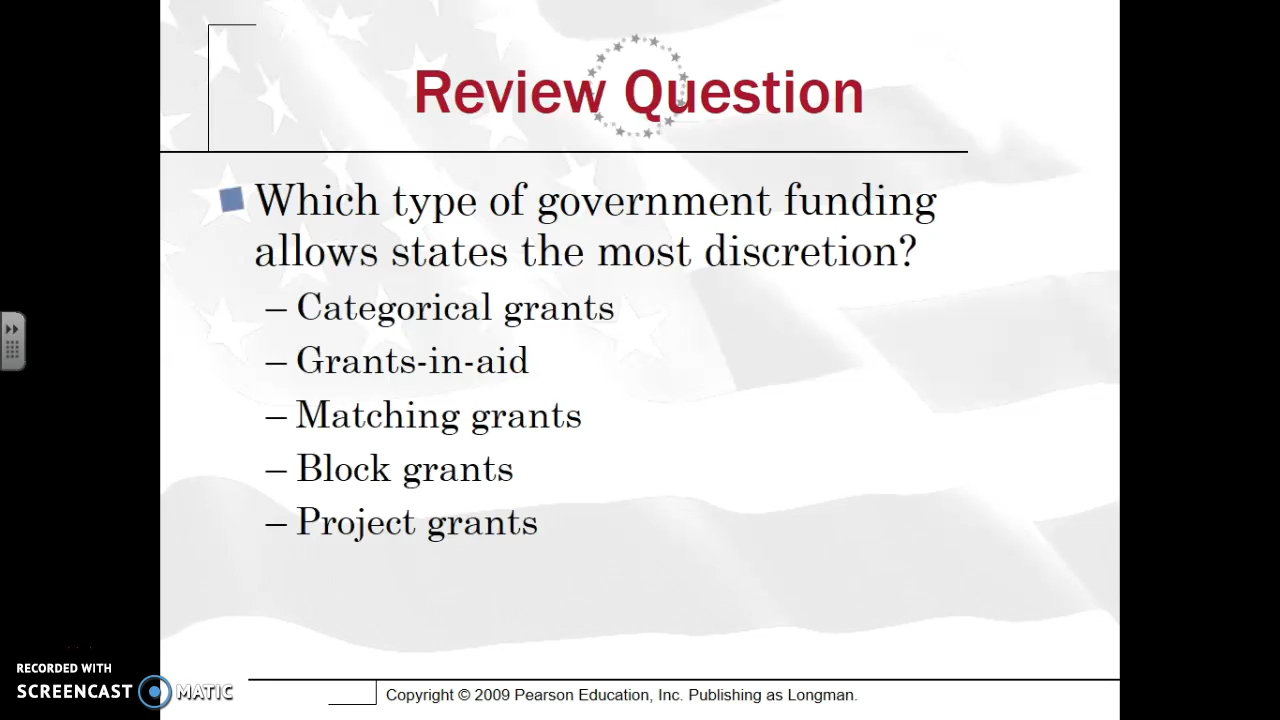 Review Question
Which type of government funding
allows states the most discretion?
– Categorical grants
– Grants-in-aid
– Matching grants
– Block grants
– Project grants
RECORDED WITH
SCREENCAST MATIC
Copyright © 2009 Pearson Education, Inc. Publishing as Longman.